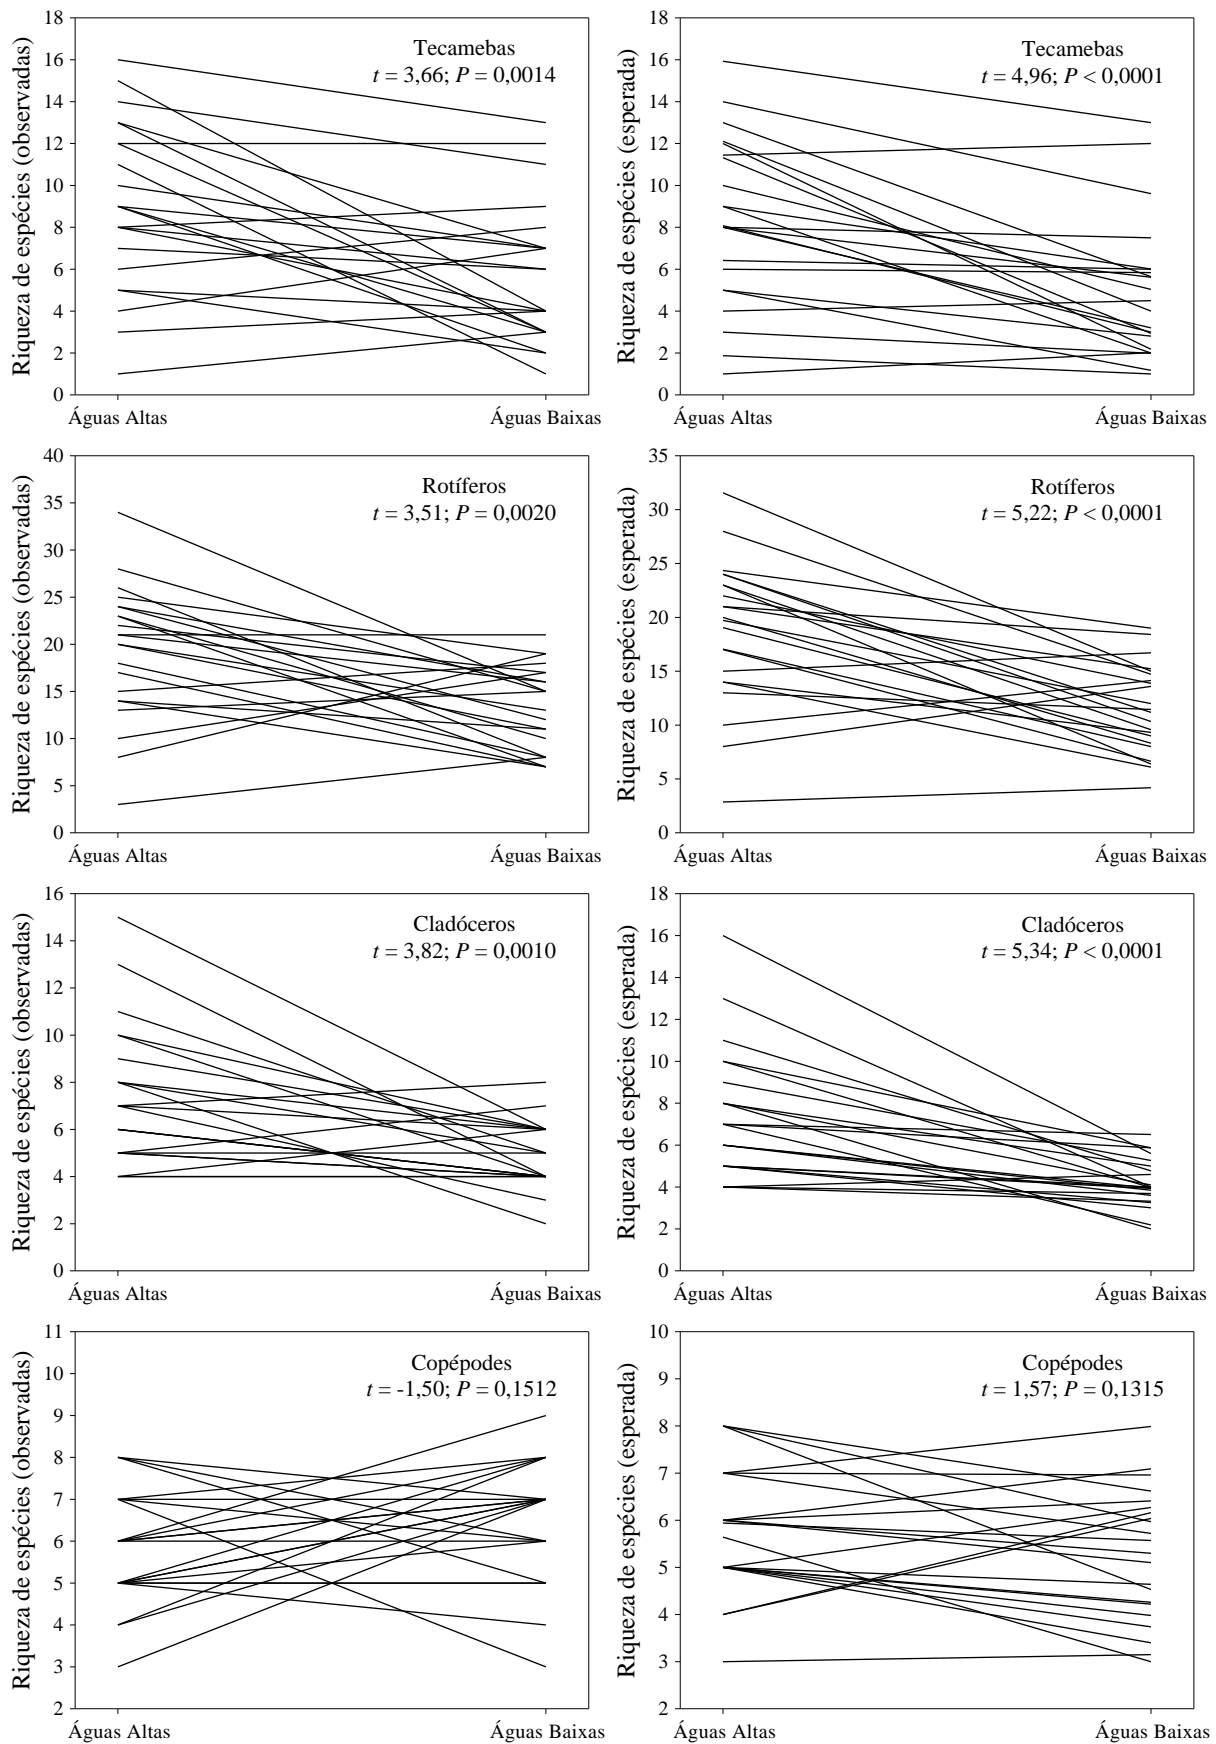 Riqueza de espécies (observadas)
18
16
14
12
10
8
6
4
2
0
Tecamebas
t = 3,66; P = 0,0014
Águas Altas
Águas Baixas
Riqueza de espécies (esperada)
18
16
14
12
10
8
6
4
2
0
Tecamebas
t = 4,96; P < 0,0001
Águas Altas
Águas Baixas
Riqueza de espécies (observadas)
40
35
30
25
20
15
10
5
0
Rotíferos
t = 3,51; P = 0,0020
Águas Altas
Águas Baixas
Riqueza de espécies (esperada)
35
30
25
20
15
10
5
0
Rotíferos
t = 5,22; P < 0,0001
Águas Altas
Águas Baixas
Riqueza de espécies (observadas)
16
14
12
10
8
6
4
2
0
Cladóceros
t = 3,82; P = 0,0010
Águas Altas
Águas Baixas
Riqueza de espécies (esperada)
18
16
14
12
10
8
6
4
2
0
Cladóceros
t = 5,34; P < 0,0001
Águas Altas
Águas Baixas
Riqueza de espécies (observadas)
11
10
9
8
7
6
5
4
3
2
Copépodes
t = -1,50; P = 0,1512
Águas Altas
Águas Baixas
Riqueza de espécies (esperada)
10
9
8
7
6
5
4
3
2
Copépodes
t = 1,57; P = 0,1315
Águas Altas
Águas Baixas